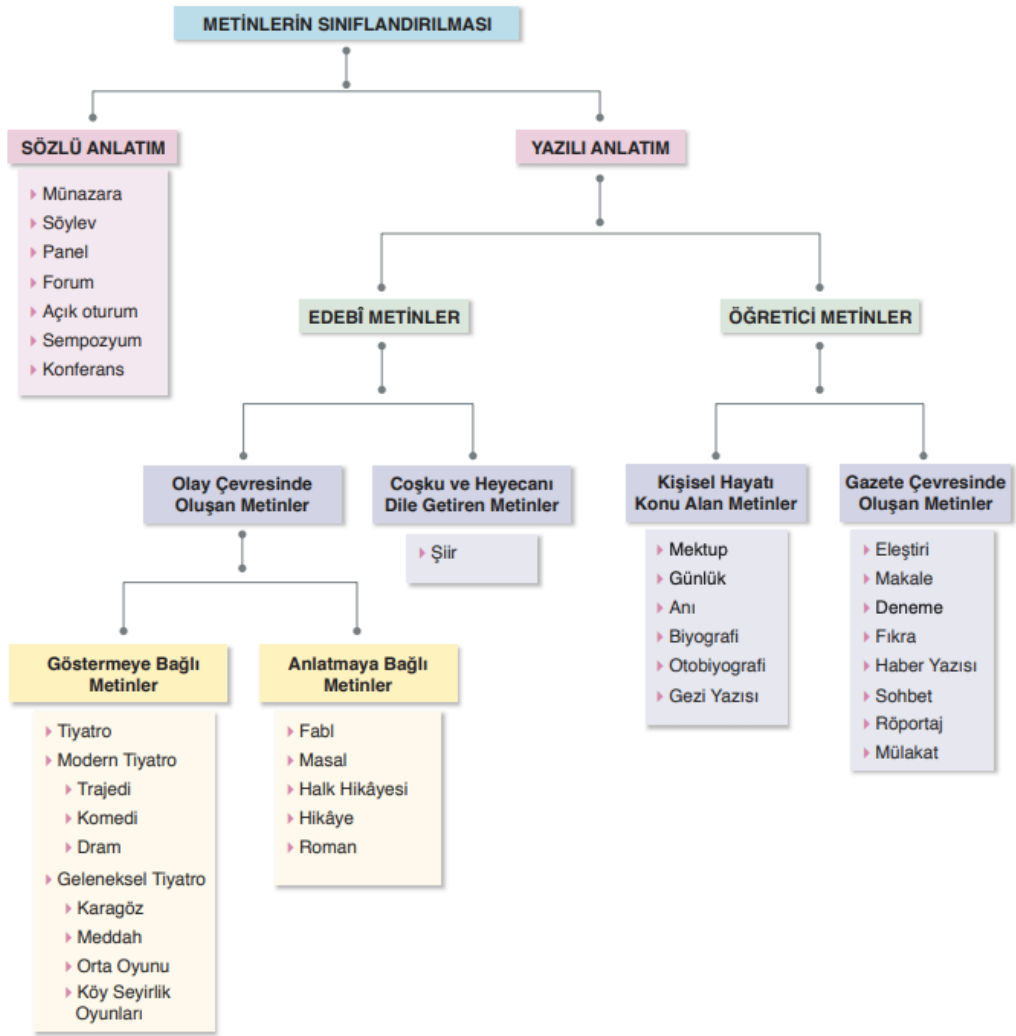 METİNLERİN SINIFLANDIRILMASI
SÖZLÜ ANLATIM
Münazara
Söylev
Panel
Forum
Açık oturum
Sempozyum
Konferans
YAZILI ANLATIM
EDEBÎ METİNLER
Olay Çevresinde
Oluşan Metinler
Göstermeye Bağlı
Metinler
Tiyatro
Modern Tiyatro
Trajedi
Komedi
Dram
Geleneksel Tiyatro
Karagöz
Meddah
Orta Oyunu
Köy Seyirlik
Oyunları
Anlatmaya Bağlı
Metinler
Fabl
Masal
Halk Hikâyesi
Hikâye
Roman
Coşku ve Heyecanı
Dile Getiren Metinler
Şiir
ÖĞRETİCİ METİNLER
Kişisel Hayatı
Konu Alan Metinler
Mektup
Günlük
Anı
Biyografi
Otobiyografi
Gezi Yazısı
Gazete Çevresinde
Oluşan Metinler
Eleştiri
Makale
Deneme
Fıkra
Haber Yazısı
Sohbet
Röportaj
Mülakat